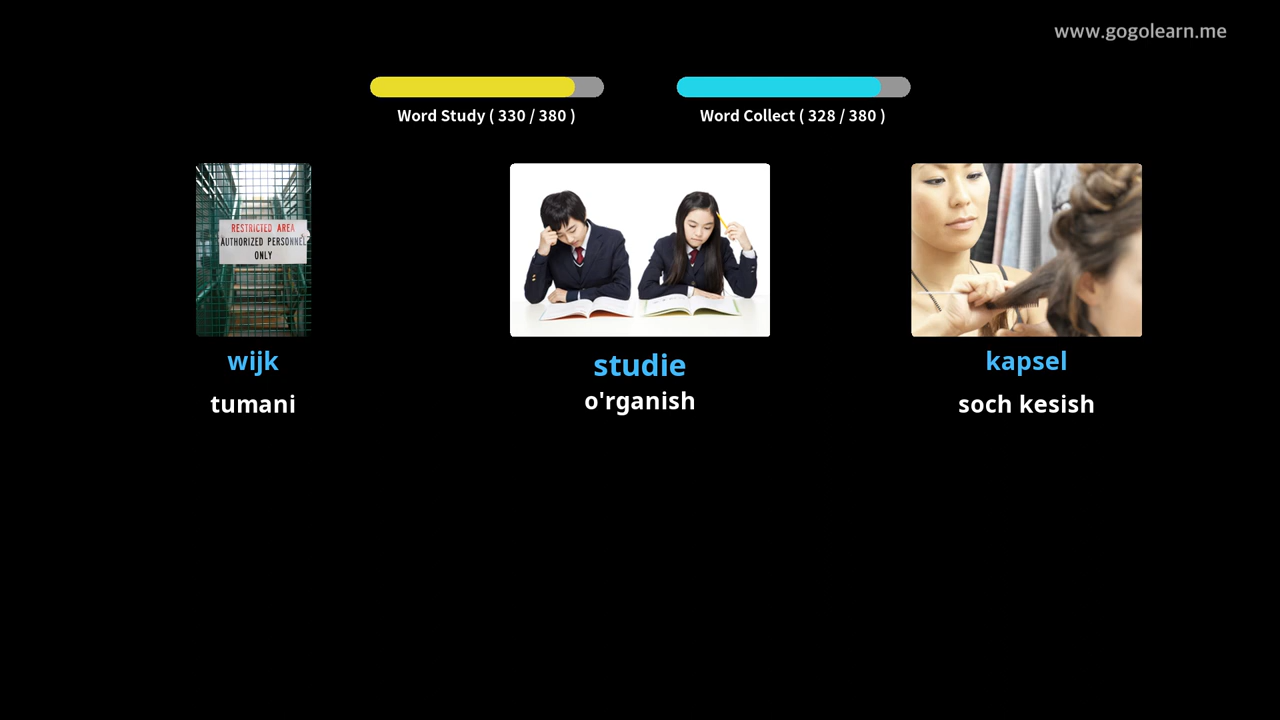 www.gogolearn.me
Word Study ( 330 / 380 )
Word Collect ( 328 / 380 )
RESTRICTED AREA
AUTHORIZED PERSONNEL
ONLY
wijk
studie
kapsel
tumani
o'rganish
soch kesish